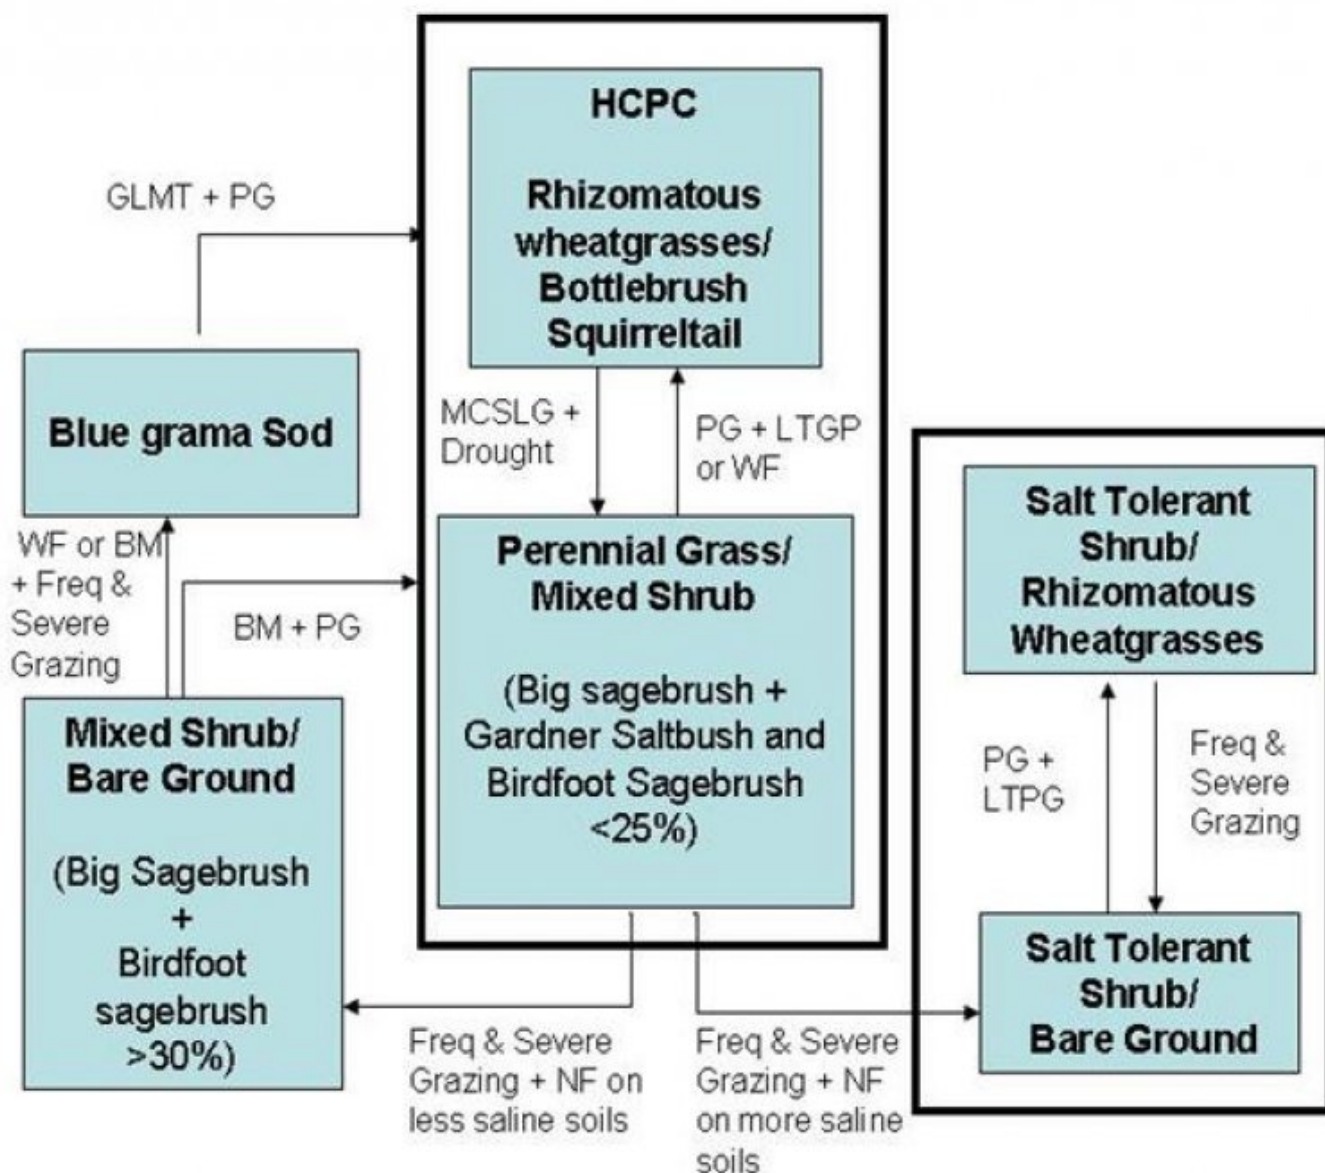 HCPC
Rhizomatous
wheatgrasses/
Bottlebrush
Squirreltail
GLMT + PG
Blue grama Sod
MCSLG +
Drought
PG + LTGP
or WF
WF or BM
+ Freq &
Severe
Grazing
BM + PG
Perennial Grass/
Mixed Shrub
(Big sagebrush +
Gardner Saltbush and
Birdfoot Sagebrush
<25%)
Mixed Shrub/
Bare Ground
(Big Sagebrush
+
Birdfoot
sagebrush
>30%)
Salt Tolerant
Shrub/
Rhizomatous
Wheatgrasses
PG +
LTPG
Freq &
Severe
Grazing
Salt Tolerant
Shrub/
Bare Ground
Freq & Severe
Grazing + NF on
less saline soils
Freq & Severe
Grazing + NF
on more saline
soils